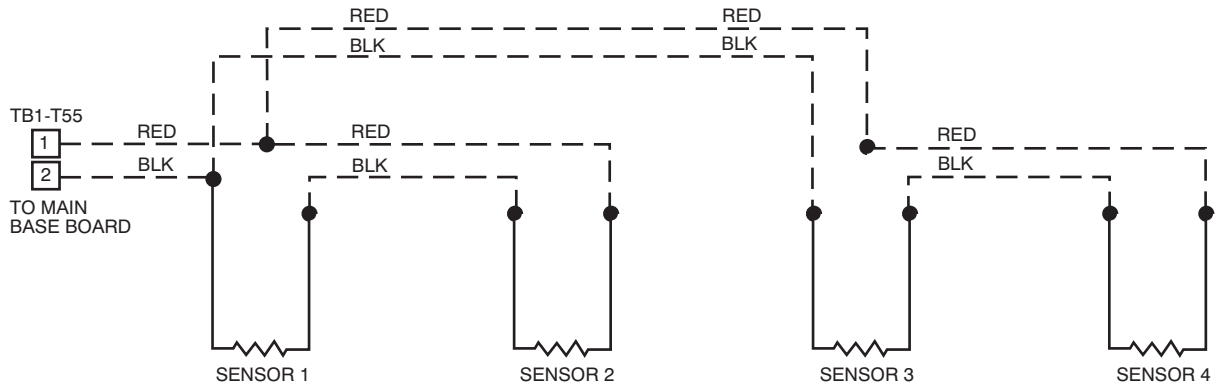 RED RED
BLK BLK
TB1-T55
1 RED RED RED
2 BLK BLK BLK
TO MAIN
BASE BOARD
SENSOR 1 SENSOR 2 SENSOR 3 SENSOR 4